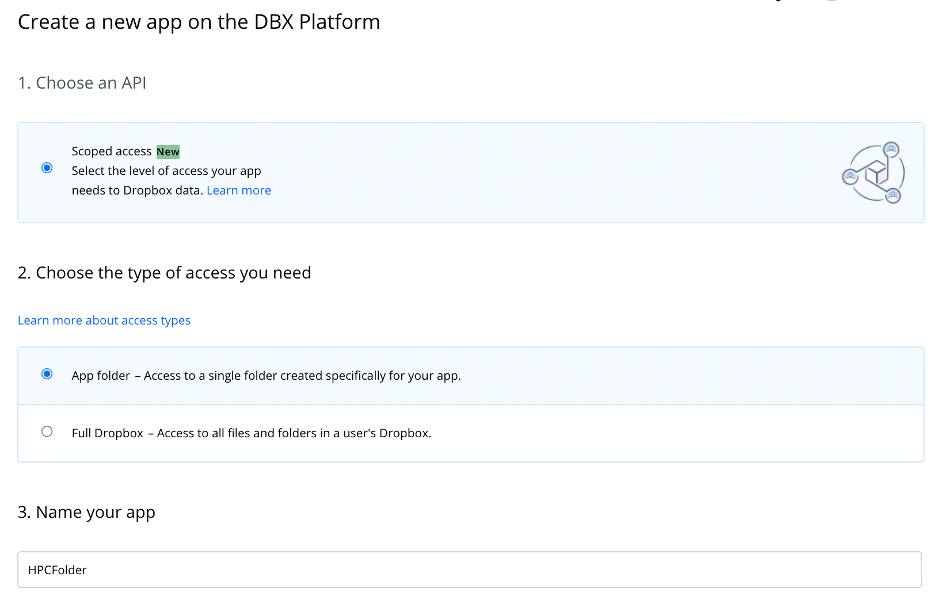 Create a new app on the DBX Platform
1. Choose an API
Scoped access New
Select the level of access your app
needs to Dropbox data. Learn more
2. Choose the type of access you need
Learn more about access types
App folder – Access to a single folder created specifically for your app.
Full Dropbox – Access to all files and folders in a user's Dropbox.
3. Name your app
HPCFolder